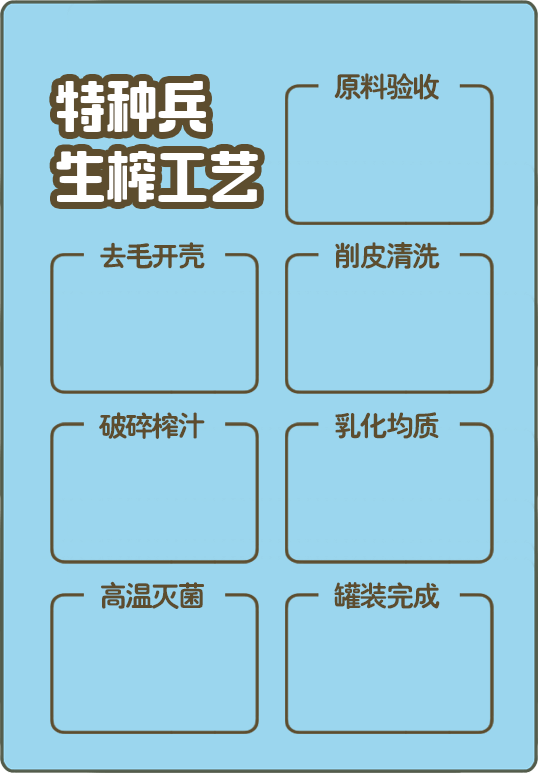 特种兵
生榨工艺
原料验收
去毛开壳
削皮清洗
破碎榨汁
乳化均质
高温灭菌
罐装完成